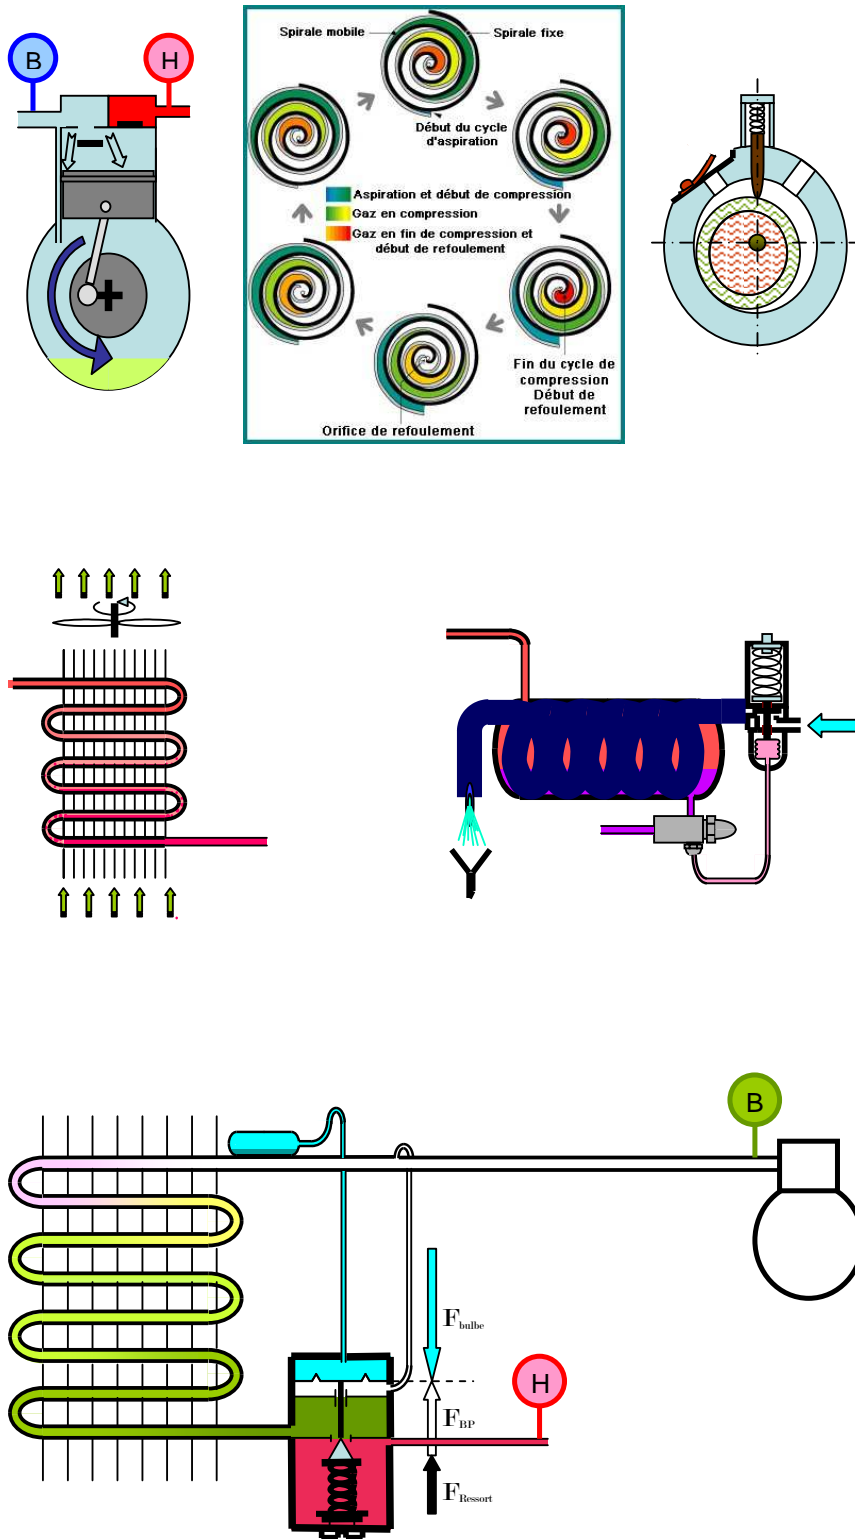 B
H
Spirale mobile
Spirale fixe
Début du cycle
d'aspiration
Aspiration et début de compression
Gaz en compression
Gaz en fin de compression et
début de refoulement
Fin du cycle de
compression
Début de
refoulement
Orifice de refoulement
B
F bulbe
H
F BP
F Ressort